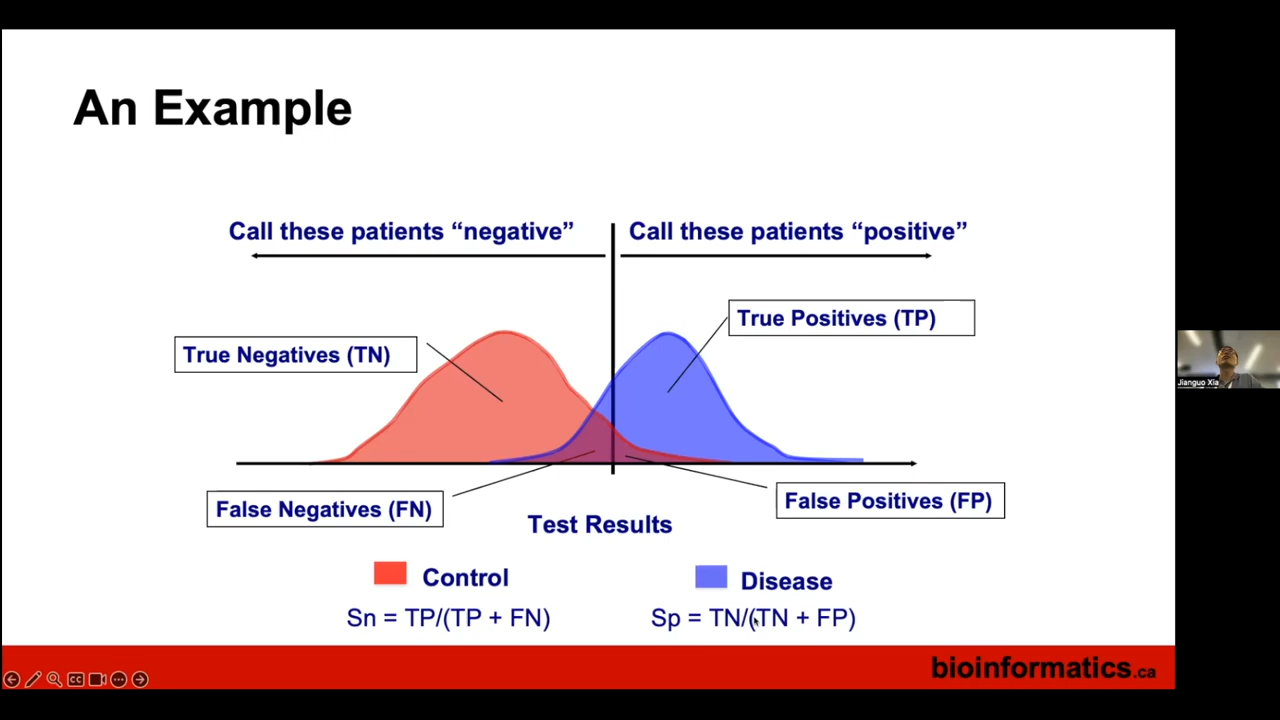 An Example
Call these patients “negative”
Call these patients “positive”
True Positives (TP)
True Negatives (TN)
False Negatives (FN)
False Positives (FP)
Test Results
Control
Disease
Sn = TP/(TP + FN)
Sp = TN/(TN + FP)
bioinformatics.ca
CC
Jianguo Xia